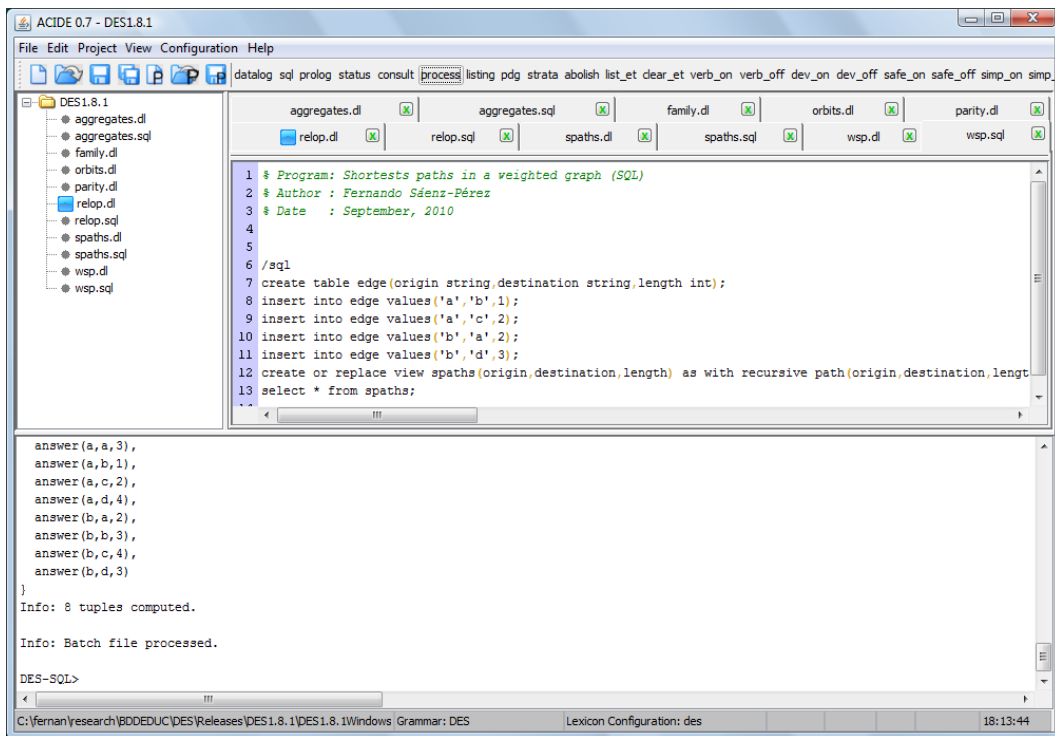 ACIDE 0.7 - DES1.8.1
File Edit Project View Configuration Help
datalog sql prolog status consult process listing pdg strata abolish list_et clear_et verb_on verb_off dev_on dev_off safe_on safe_off simp_on simp_
DES1.8.1
aggregates.dl
aggregates.sql
family.dl
orbits.dl
parity.dl
relop.dl
relop.sql
spaths.dl
spaths.sql
wsp.dl
wsp.sql
aggregates.dl aggregates.sql family.dl orbits.dl parity.dl
relop.dl relop.sql spaths.dl spaths.sql wsp.dl wsp.sql
1 % Program: Shortests paths in a weighted graph (SQL)
2 % Author : Fernando Sáenz-Pérez
3 % Date   : September, 2010
4
5
6 /sql
7 create table edge(origin string,destination string,length int);
8 insert into edge values('a','b',1);
9 insert into edge values('a','c',2);
10 insert into edge values('b','a',2);
11 insert into edge values('b','d',3);
12 create or replace view spaths(origin,destination,length) as with recursive path(origin,destination,lengt
13 select * from spaths;
answer(a,a,3),
answer(a,b,1),
answer(a,c,2),
answer(a,d,4),
answer(b,a,2),
answer(b,b,3),
answer(b,c,4),
answer(b,d,3)
}
Info: 8 tuples computed.
Info: Batch file processed.
DES-SQL>
C:\fernan\research\BDDEDUC\DES\Releases\DES1.8.1\DES1.8.1Windows Grammar: DES Lexicon Configuration: des 18:13:44